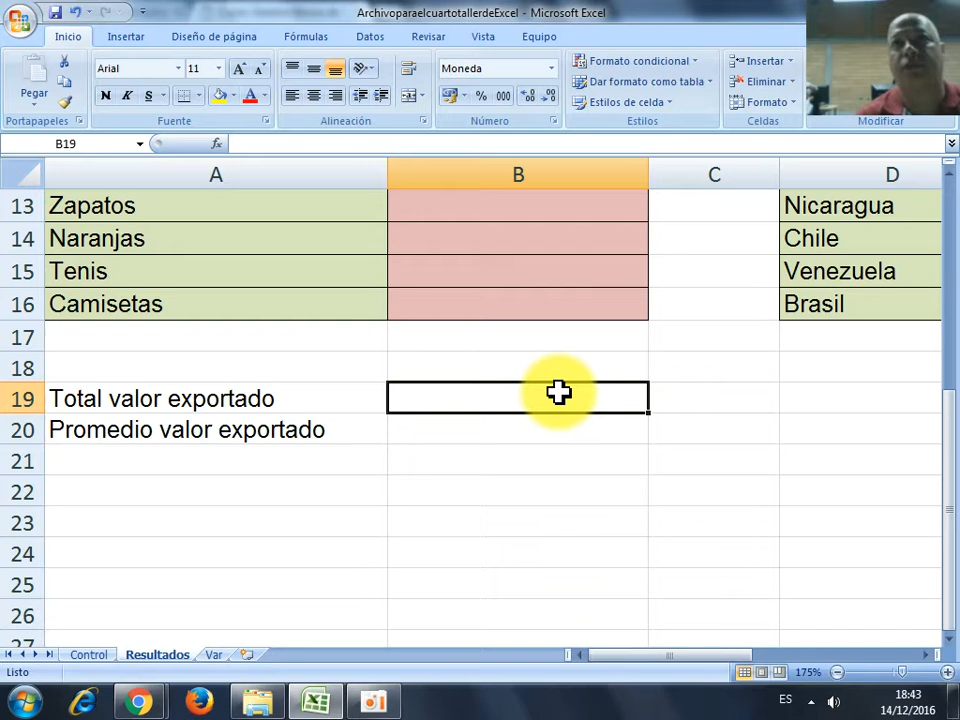 ArchivoparaelcuartotallerdeExcel - Microsoft Excel
Inicio Insertar Diseño de página Fórmulas Datos Revisar Vista Equipo
Pegar
Portapapeles
Arial 11
N K S
Fuente
Alineación
Moneda
% 000
Número
Formato condicional
Dar formato como tabla
Estilos de celda
Estilos
Insertar
Eliminar
Formato
Celdas
Modificar
B19 fx
A B C D
13 Zapatos Nicaragua
14 Naranjas Chile
15 Tenis Venezuela
16 Camisetas Brasil
17
18
19 Total valor exportado
20 Promedio valor exportado
21
22
23
24
25
26
27
Control Resultados Var
Listo 175%
ES 18:43
14/12/2016